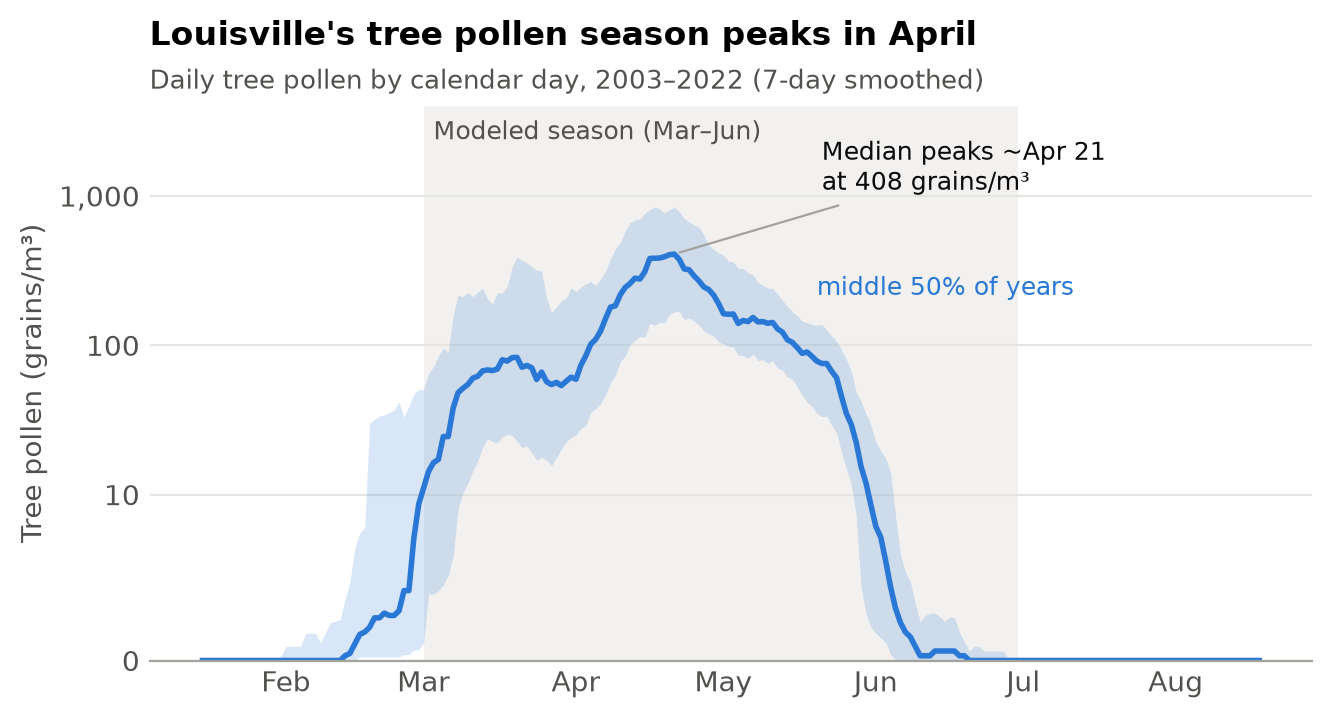 Louisville's tree pollen season peaks in April
Daily tree pollen by calendar day, 2003–2022 (7-day smoothed)
Modeled season (Mar–Jun)
Median peaks ~Apr 21
at 408 grains/m³
middle 50% of years
Tree pollen (grains/m³)
1,000
100
10
0
Feb Mar Apr May Jun Jul Aug